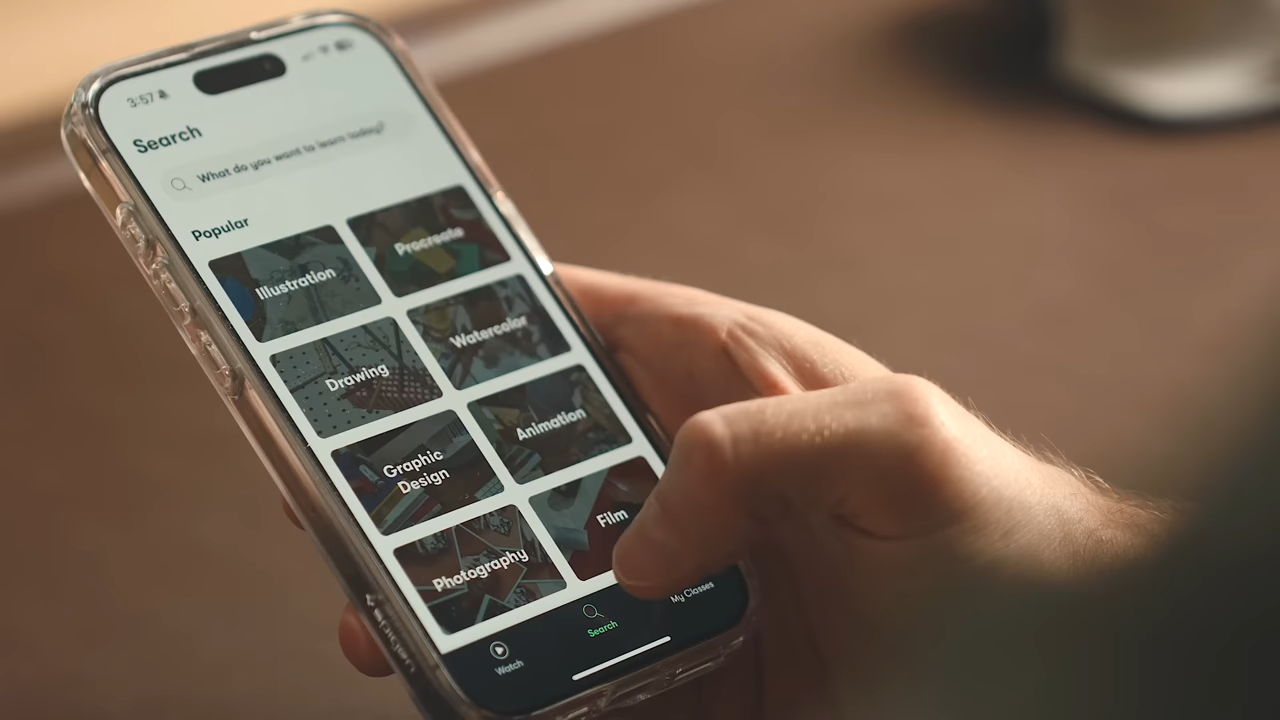 3:57
Search
What do you want to learn today?
Popular
Illustration
Procreate
Drawing
Watercolor
Graphic
Design
Animation
Photography
Film
Watch
Search
My Classes